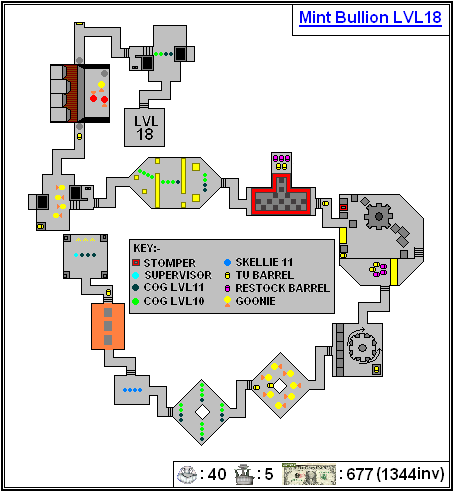 Mint Bullion LVL18
LVL
18
KEY:-
STOMPER
SUPERVISOR
COG LVL11
COG LVL10
SKELLIE 11
TU BARREL
RESTOCK BARREL
GOONIE
: 40 : 5 : 677 (1344inv)